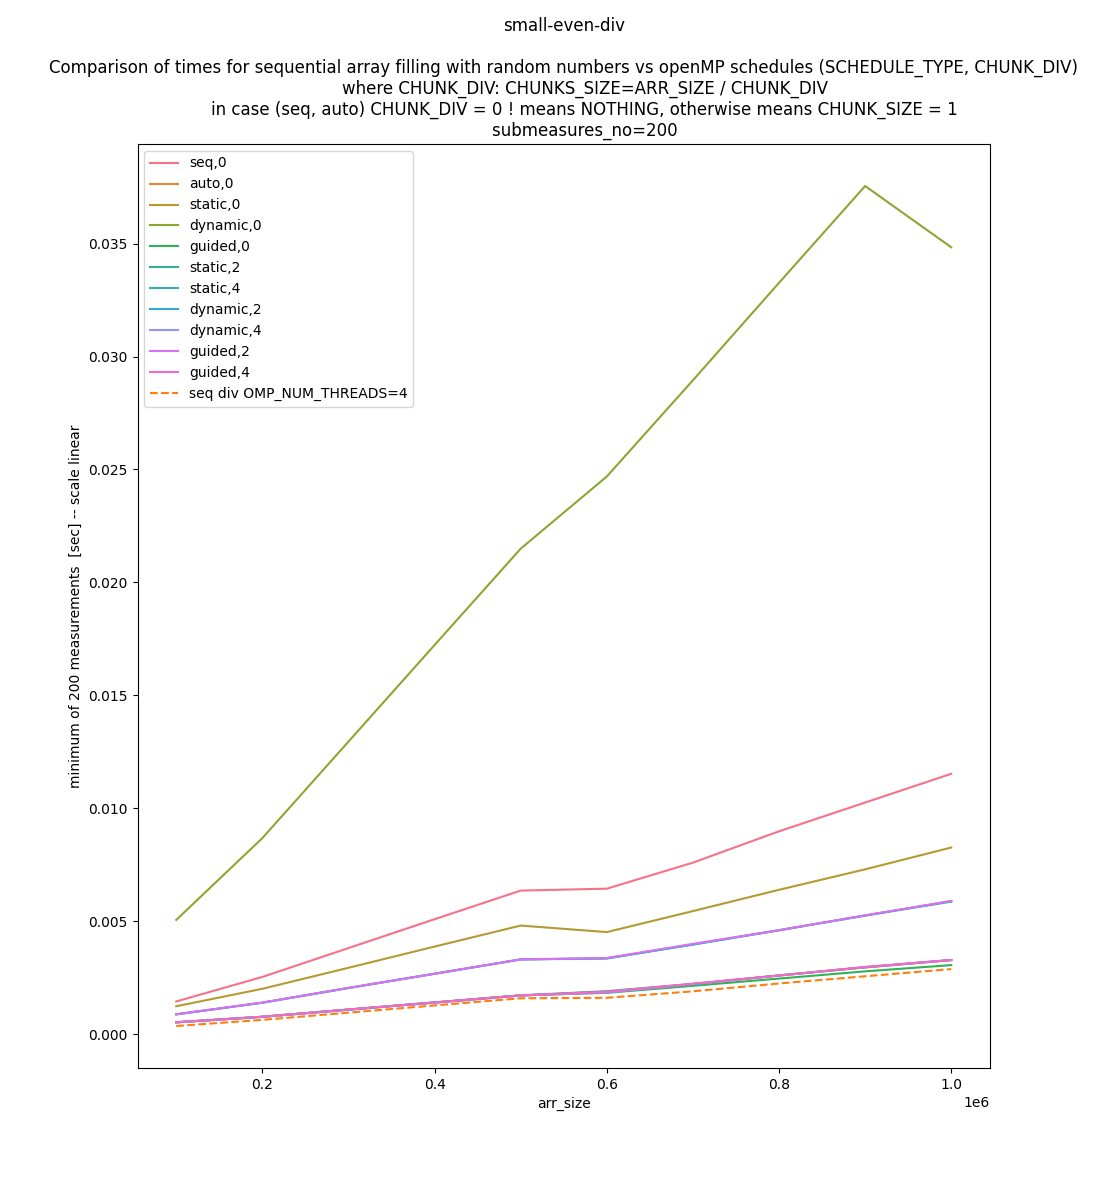 small-even-div
Comparison of times for sequential array filling with random numbers vs openMP schedules (SCHEDULE_TYPE, CHUNK_DIV)
where CHUNK_DIV: CHUNKS_SIZE=ARR_SIZE / CHUNK_DIV
in case (seq, auto) CHUNK_DIV = 0 ! means NOTHING, otherwise means CHUNK_SIZE = 1
submeasures_no=200
seq,0
auto,0
static,0
dynamic,0
guided,0
static,2
static,4
dynamic,2
dynamic,4
guided,2
guided,4
seq div OMP_NUM_THREADS=4
minimum of 200 measurements  [sec] -- scale linear
0.035
0.030
0.025
0.020
0.015
0.010
0.005
0.000
0.2
0.4
0.6
0.8
1.0
1e6
arr_size